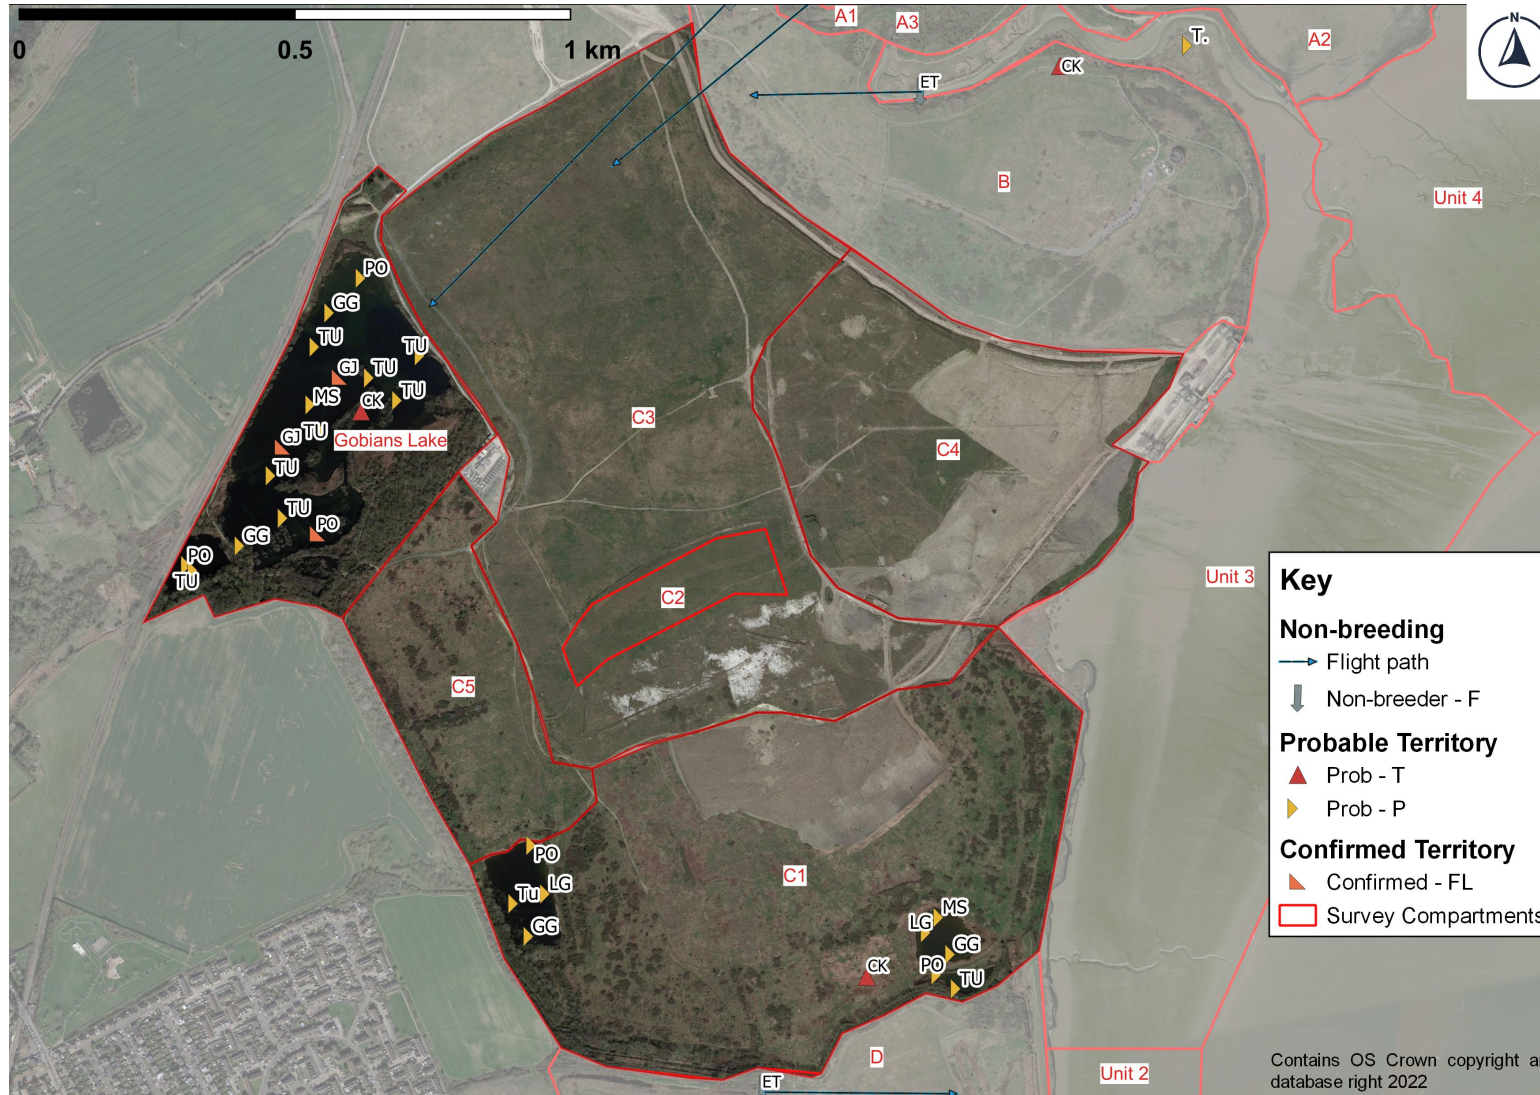 0 0.5 1 km
A1
A3
A2
N
T.
CK
ET
B
Unit 4
PO
GG
TU
TU
GJ
TU
MS
CK
TU
GJ
TU
Gobians Lake
TU
TU
PO
GG
PO
TU
C3
C4
C2
C5
Unit 3
PO
LG
Tu
GG
C1
MS
LG
GG
CK
PO
TU
D
ET
Unit 2
Key
Non-breeding
Flight path
Non-breeder - F
Probable Territory
Prob - T
Prob - P
Confirmed Territory
Confirmed - FL
Survey Compartments
Contains OS Crown copyright a
database right 2022